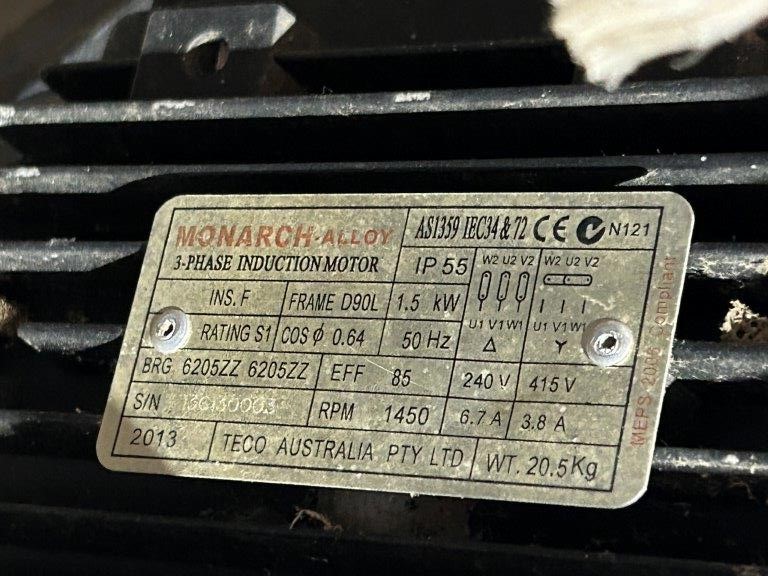 MONARCH-ALLOY
3-PHASE INDUCTION MOTOR
AS1359 IEC34 & 72 CE N121
IP 55
W2 U2 V2 W2 U2 V2
U1 V1 W1 U1 V1 W1
Δ Y
INS. F FRAME D90L 1.5 kW
RATING S1 COS φ 0.64 50 Hz
BRG 6205ZZ 6205ZZ EFF 85 240 V 415 V
S/N RPM 1450 6.7 A 3.8 A
2013 TECO AUSTRALIA PTY LTD WT. 20.5Kg
MEPS 2006 compliant